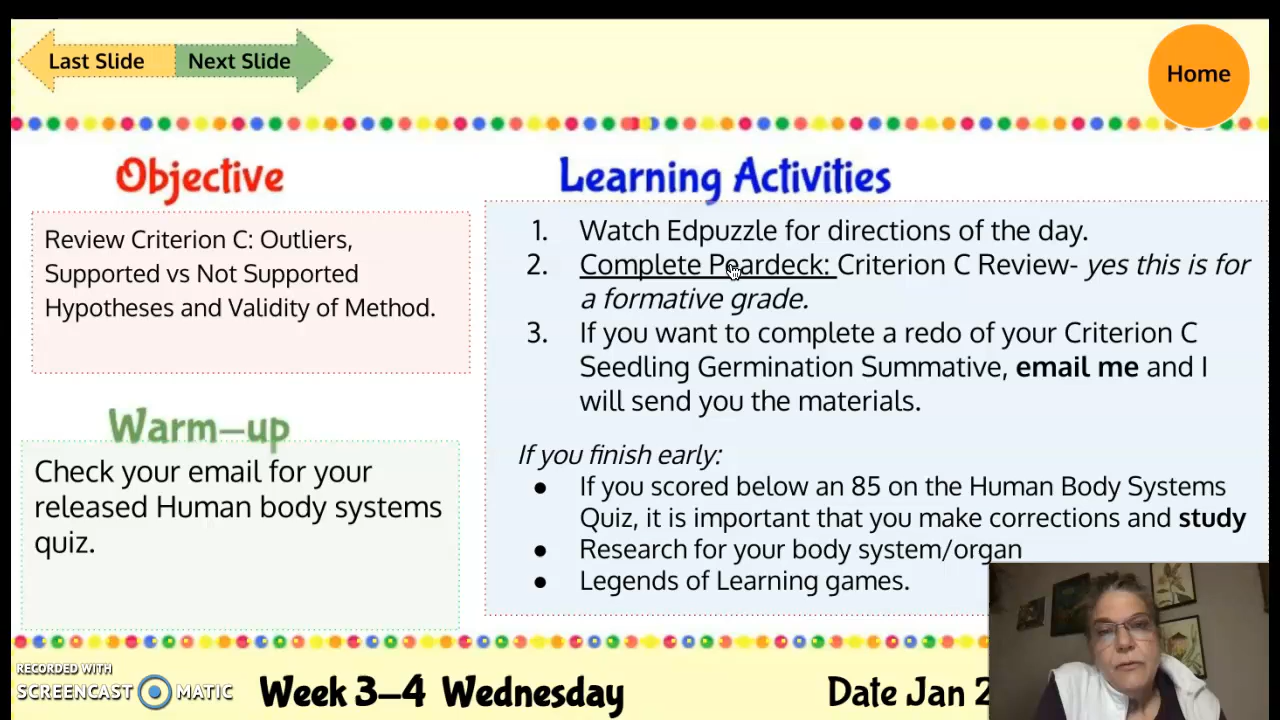 Last Slide
Next Slide
Home
Objective
Review Criterion C: Outliers,
Supported vs Not Supported
Hypotheses and Validity of Method.
Warm-up
Check your email for your
released Human body systems
quiz.
Learning Activities
1. Watch Edpuzzle for directions of the day.
2. Complete Peardeck: Criterion C Review- yes this is for
a formative grade.
3. If you want to complete a redo of your Criterion C
Seedling Germination Summative, email me and I
will send you the materials.
If you finish early:
● If you scored below an 85 on the Human Body Systems
Quiz, it is important that you make corrections and study
● Research for your body system/organ
● Legends of Learning games.
RECORDED WITH
SCREENCAST MATIC
Week 3-4 Wednesday
Date Jan 2